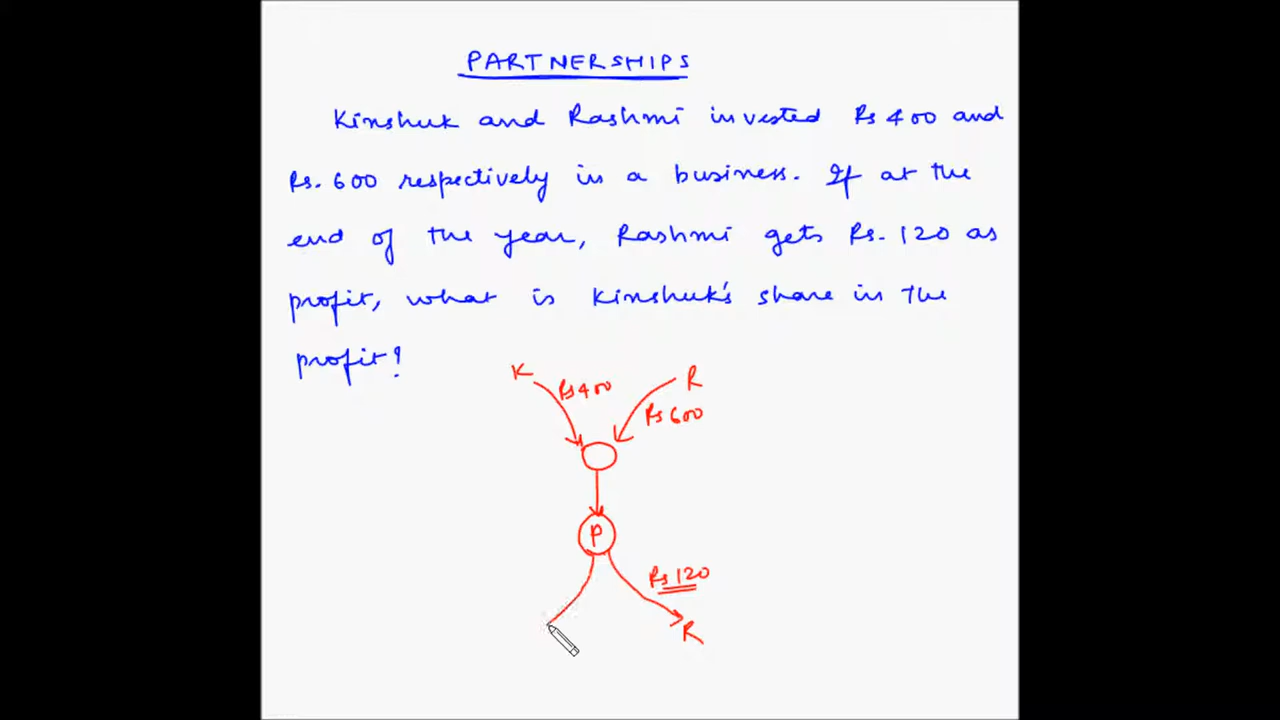 PARTNERSHIPS
Kinshuk and Rashmi invested Rs 400 and
Rs. 600 respectively in a business. If at the
end of the year, Rashmi gets Rs. 120 as
profit, what is Kinshuk's share in the
profit?
K
R
Rs 400
Rs 600
P
Rs 120
R